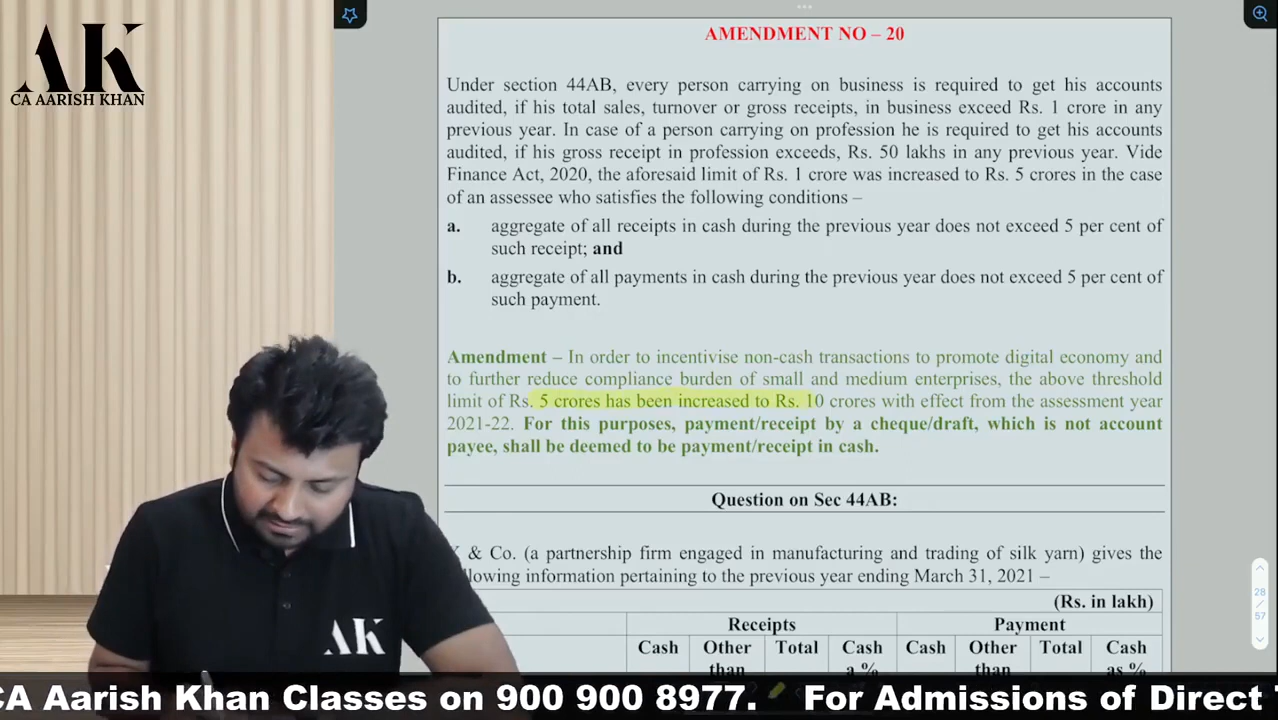 AK
CA AARISH KHAN
AMENDMENT NO – 20
Under section 44AB, every person carrying on business is required to get his accounts
audited, if his total sales, turnover or gross receipts, in business exceed Rs. 1 crore in any
previous year. In case of a person carrying on profession he is required to get his accounts
audited, if his gross receipt in profession exceeds, Rs. 50 lakhs in any previous year. Vide
Finance Act, 2020, the aforesaid limit of Rs. 1 crore was increased to Rs. 5 crores in the case
of an assessee who satisfies the following conditions –
a. aggregate of all receipts in cash during the previous year does not exceed 5 per cent of
such receipt; and
b. aggregate of all payments in cash during the previous year does not exceed 5 per cent of
such payment.
Amendment – In order to incentivise non-cash transactions to promote digital economy and
to further reduce compliance burden of small and medium enterprises, the above threshold
limit of Rs. 5 crores has been increased to Rs. 10 crores with effect from the assessment year
2021-22. For this purposes, payment/receipt by a cheque/draft, which is not account
payee, shall be deemed to be payment/receipt in cash.
Question on Sec 44AB:
& Co. (a partnership firm engaged in manufacturing and trading of silk yarn) gives the
information pertaining to the previous year ending March 31, 2021 –
(Rs. in lakh)
Receipts Payment
Cash Other Total Cash Cash Other Total Cash
than a % than as %
28
/
57
AK
CA Aarish Khan Classes on 900 900 8977. For Admissions of Direct